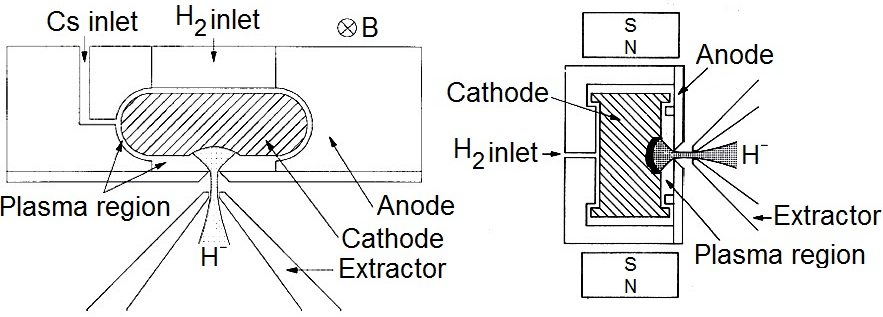 Cs inlet
H₂ inlet
⊗B
Plasma region
Anode
Cathode
H⁻
Extractor
S
N
Anode
Cathode
H₂ inlet
H⁻
Extractor
Plasma region
S
N